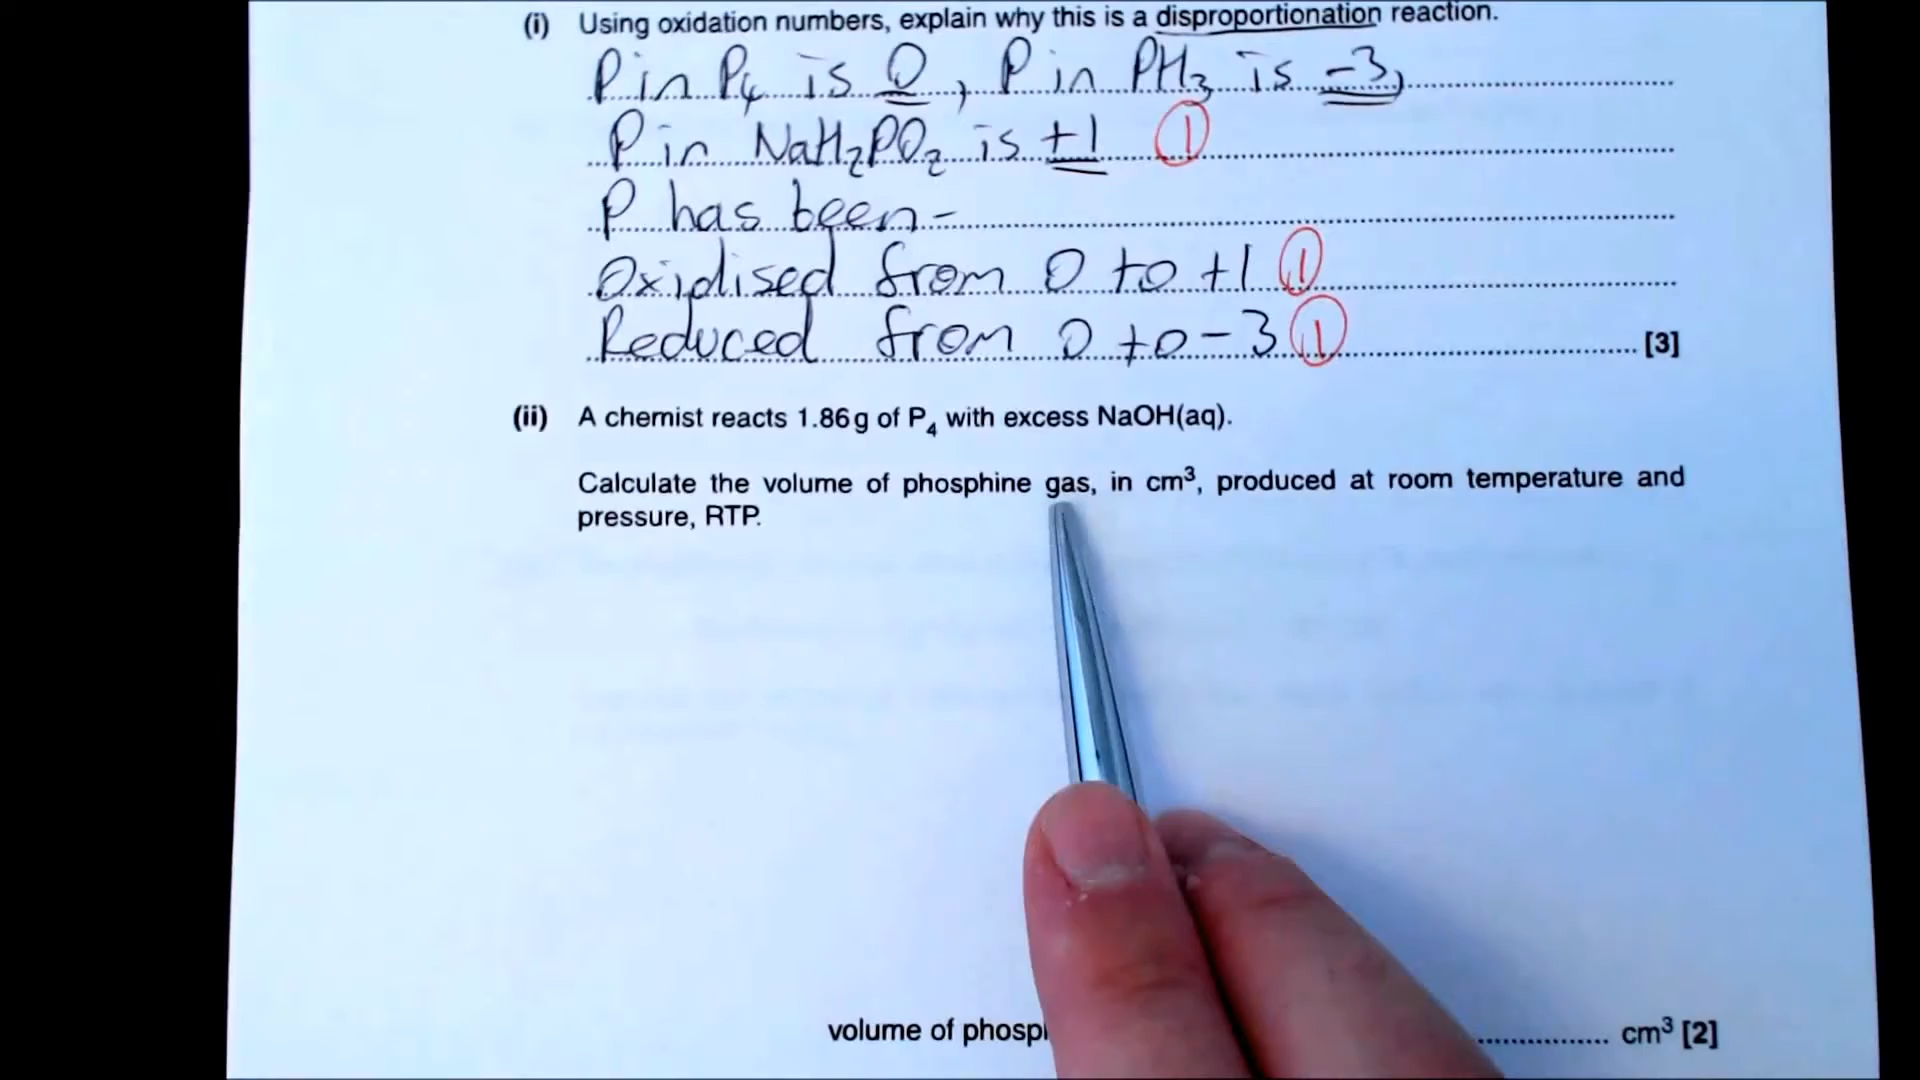 (i) Using oxidation numbers, explain why this is a disproportionation reaction.
P in P₄ is 0, P in PH₃ is -3,
P in NaH₂PO₂ is +1 ①
P has been-
Oxidised from 0 to +1 ①
Reduced from 0 to -3 ① [3]
(ii) A chemist reacts 1.86 g of P₄ with excess NaOH(aq).
Calculate the volume of phosphine gas, in cm³, produced at room temperature and
pressure, RTP.
volume of cm³ [2]